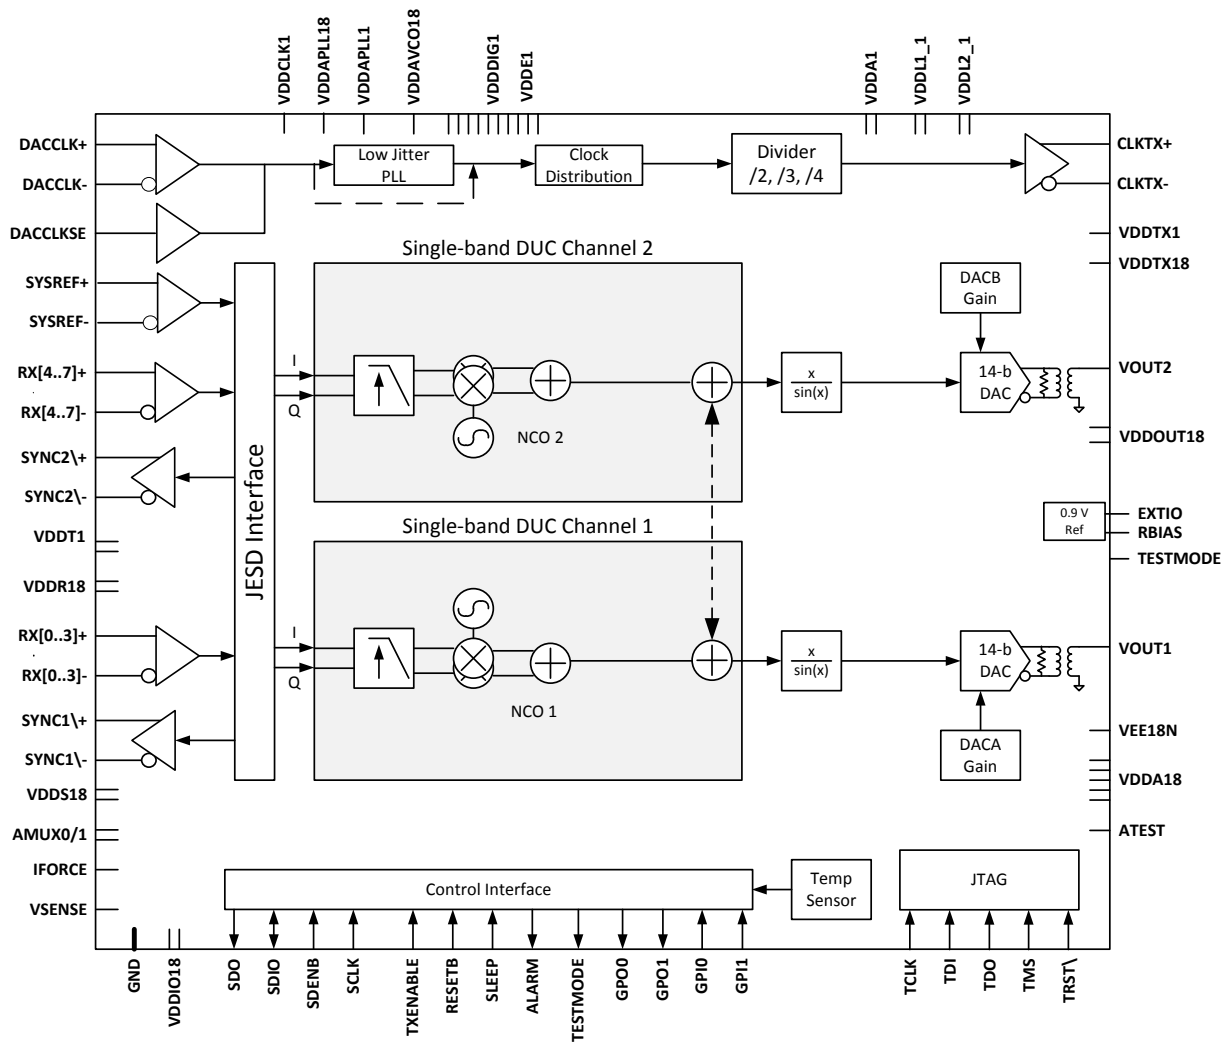 VDDCLK1
VDDAPLL18
VDDAPLL1
VDDAVCO18
VDDDIG1
VDDE1
VDDA1
VDDL1_1
VDDL2_1
DACCLK+
DACCLK-
DACCLKSE
SYSREF+
SYSREF-
RX[4..7]+
RX[4..7]-
SYNC2\+
SYNC2\-
VDDT1
VDDR18
RX[0..3]+
RX[0..3]-
SYNC1\+
SYNC1\-
VDDS18
AMUX0/1
IFORCE
VSENSE
Low Jitter
PLL
Clock
Distribution
Divider
/2, /3, /4
CLKTX+
CLKTX-
VDDTX1
VDDTX18
VOUT2
VDDOUT18
EXTIO
RBIAS
TESTMODE
VOUT1
VEE18N
VDDA18
ATEST
JESD Interface
Single-band DUC Channel 2
I
Q
NCO 2
x
sin(x)
DACB
Gain
14-b
DAC
0.9 V
Ref
Single-band DUC Channel 1
I
Q
NCO 1
x
sin(x)
14-b
DAC
DACA
Gain
Control Interface
Temp
Sensor
JTAG
GND
VDDIO18
SDO
SDIO
SDENB
SCLK
TXENABLE
RESETB
SLEEP
ALARM
TESTMODE
GPO0
GPO1
GPI0
GPI1
TCLK
TDI
TDO
TMS
TRST\